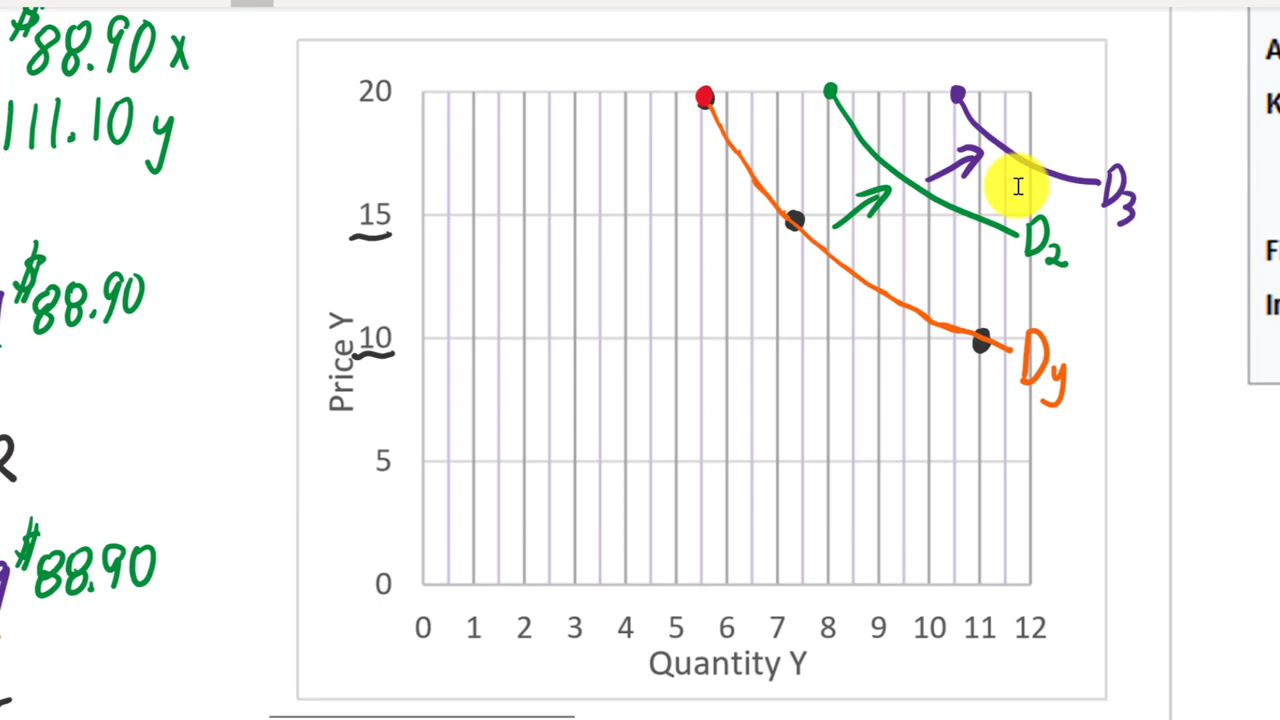 $88.90 x
111.10 y
$88.90
$88.90
20
15
10
5
0
Price Y
0 1 2 3 4 5 6 7 8 9 10 11 12
Quantity Y
D3
D2
Dy
A
K